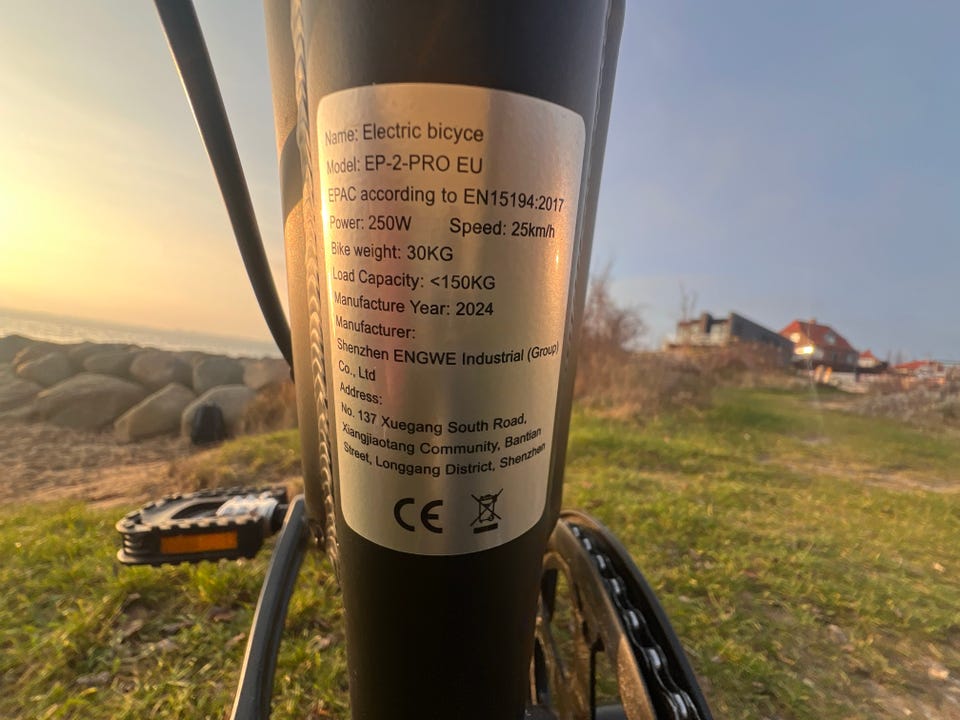 Name: Electric bicyce
Model: EP-2-PRO EU
EPAC according to EN15194:2017
Power: 250W Speed: 25km/h
Bike weight: 30KG
Load Capacity: <150KG
Manufacture Year: 2024
Manufacturer:
Shenzhen ENGWE Industrial (Group)
Co., Ltd
Address:
No. 137 Xuegang South Road,
Xiangjiaotang Community, Bantian
Street, Longgang District, Shenzhen
CE